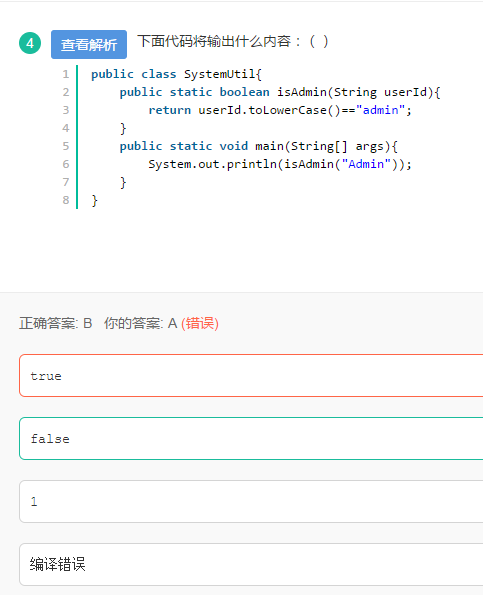 4 查看解析 下面代码将输出什么内容：（ ）
1 public class SystemUtil{
2     public static boolean isAdmin(String userId){
3         return userId.toLowerCase()=="admin";
4     }
5     public static void main(String[] args){
6         System.out.println(isAdmin("Admin"));
7     }
8 }
正确答案: B 你的答案: A (错误)
true
false
1
编译错误